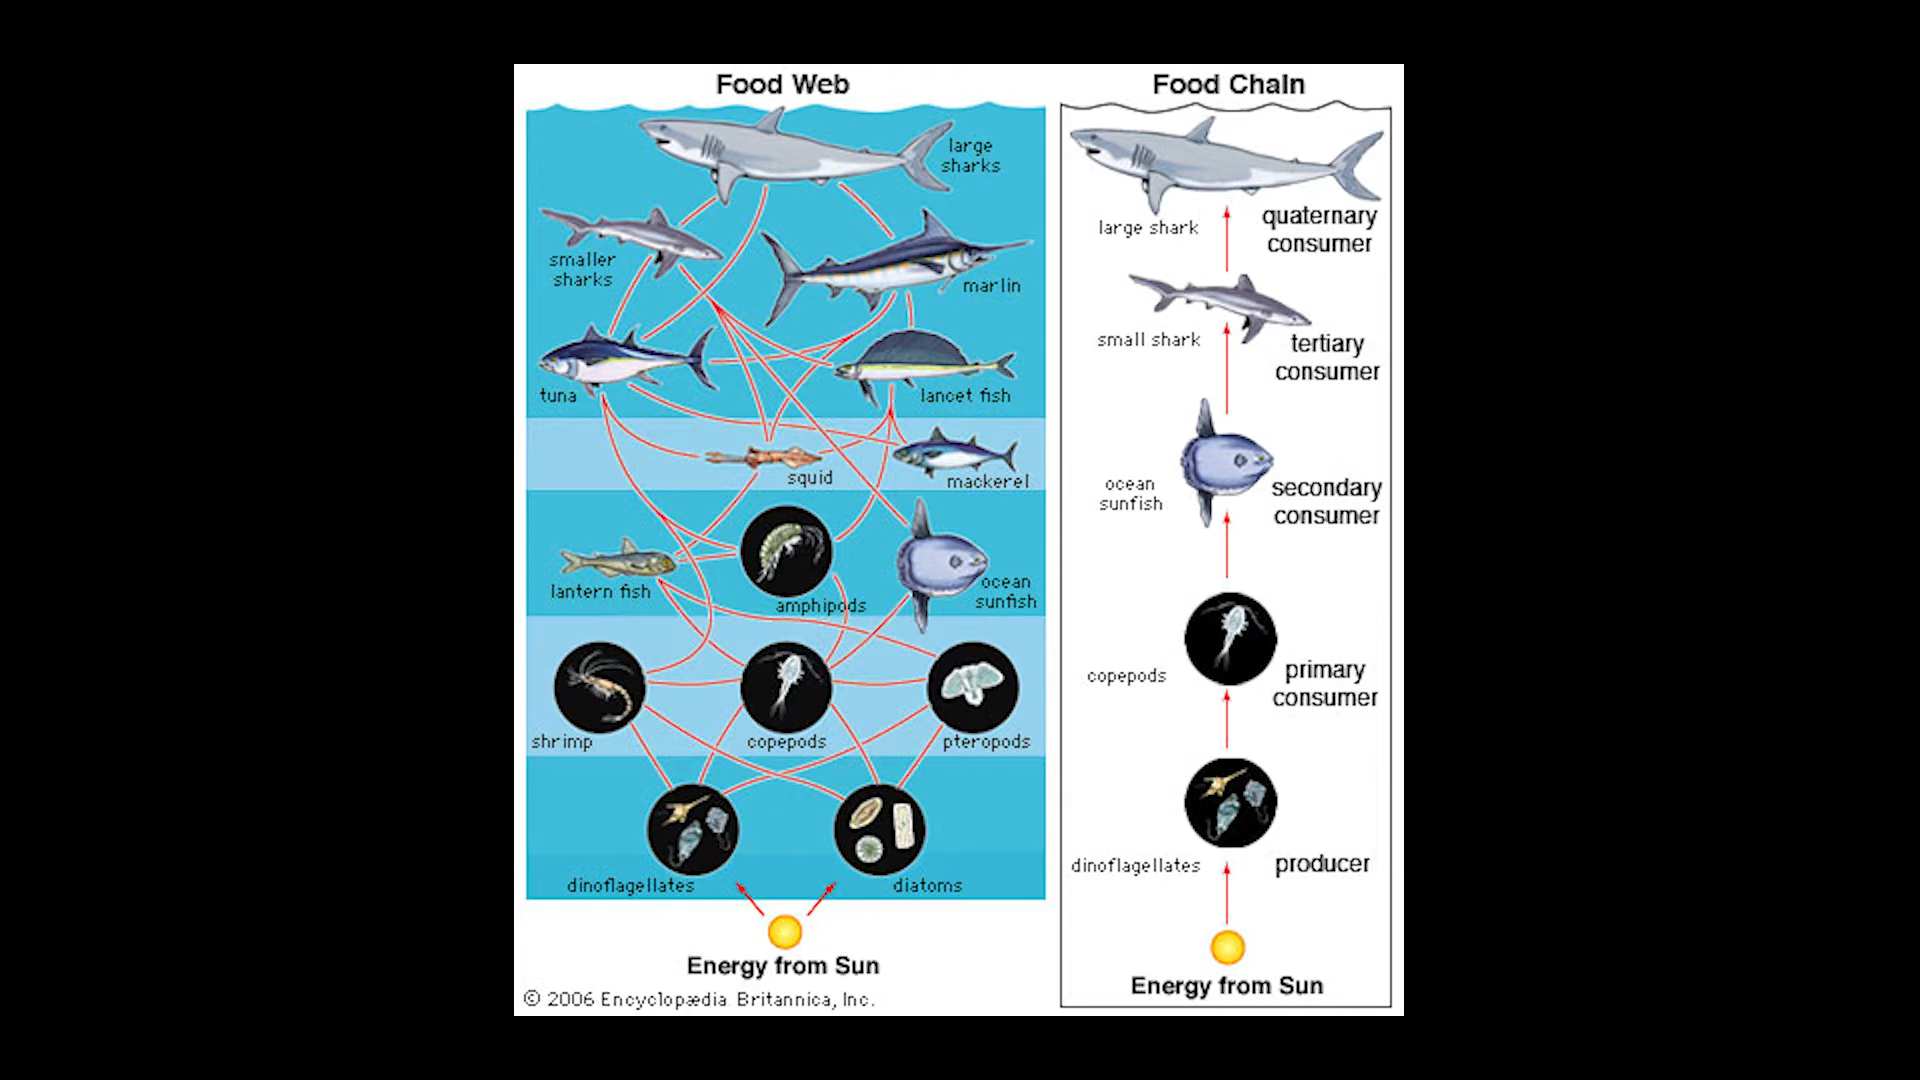 Food Web
large
sharks
smaller
sharks
marlin
tuna
lancet fish
squid
mackerel
lantern fish
amphipods
ocean
sunfish
shrimp
copepods
pteropods
dinoflagellates
diatoms
Energy from Sun
© 2006 Encyclopædia Britannica, Inc.
Food Chain
large shark
quaternary
consumer
small shark
tertiary
consumer
ocean
sunfish
secondary
consumer
copepods
primary
consumer
dinoflagellates
producer
Energy from Sun